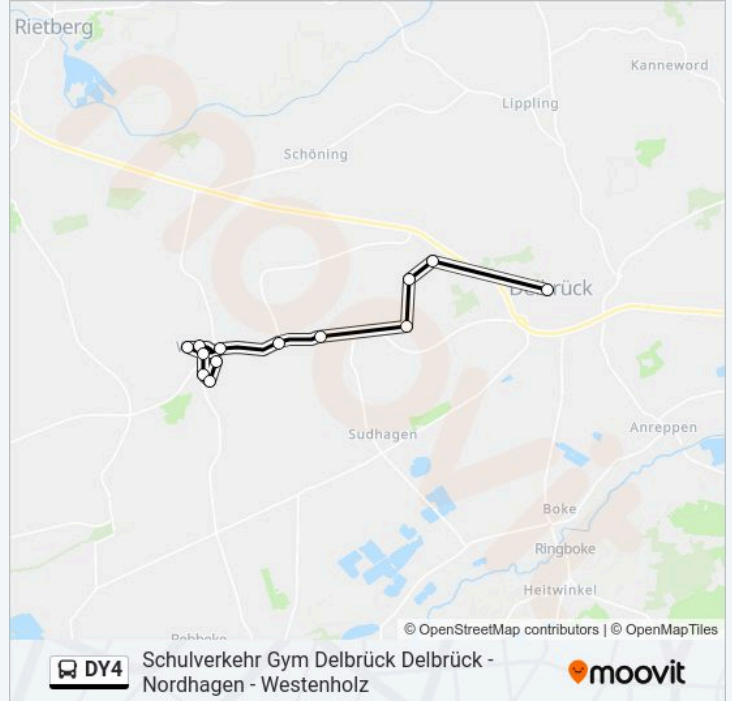 Rietberg
Kanneword
Lippling
Schöning
Delbrück
Sudhagen
Anreppen
Boke
Ringboke
Heitwinkel
© OpenStreetMap contributors | © OpenMapTiles
DY4
Schulverkehr Gym Delbrück Delbrück -
Nordhagen - Westenholz
moovit
moovit